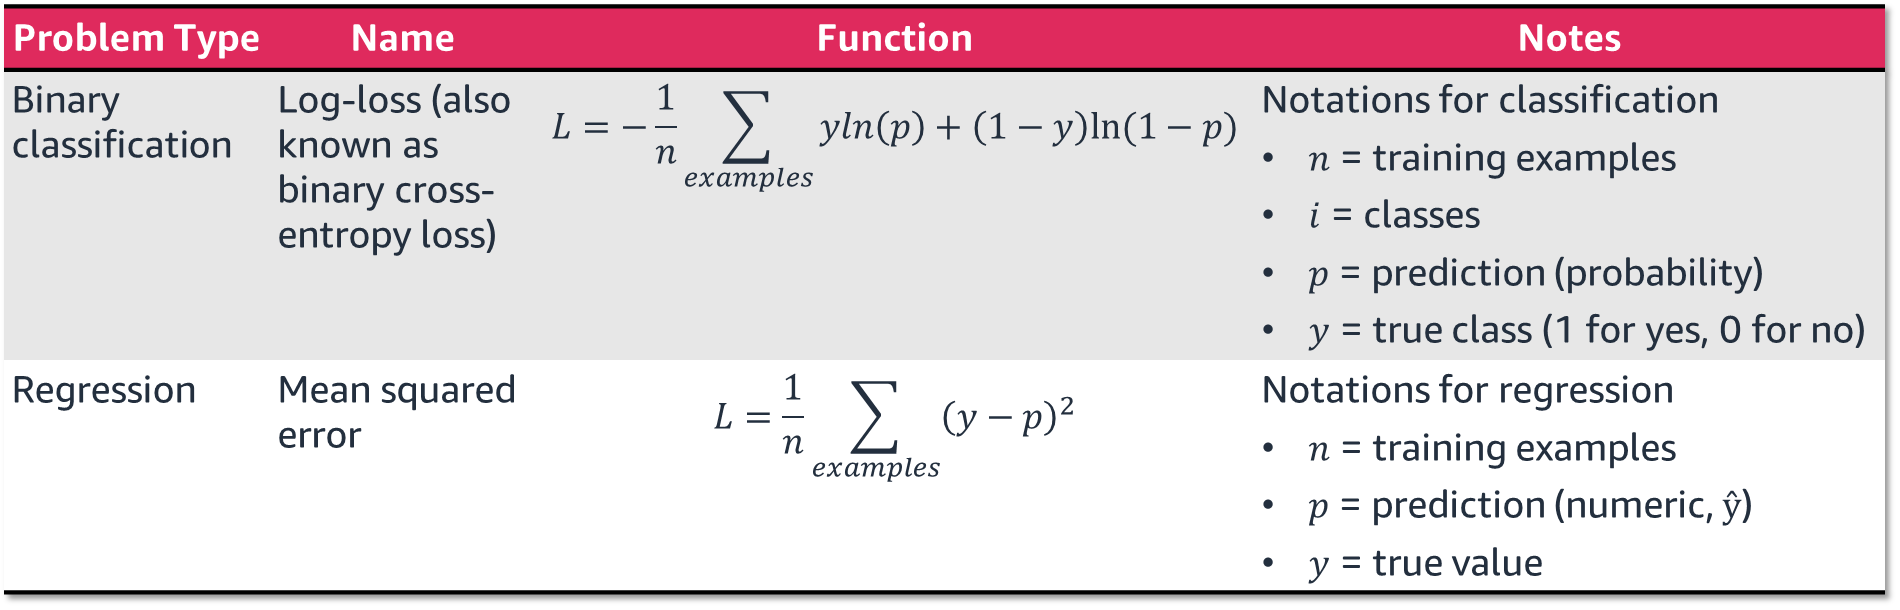 Problem Type Name Function Notes
Binary classification
Log-loss (also known as binary cross-entropy loss)
L = −1/n ∑examples yln(p) + (1 − y)ln(1 − p)
Notations for classification
• n = training examples
• i = classes
• p = prediction (probability)
• y = true class (1 for yes, 0 for no)
Regression
Mean squared error
L = 1/n ∑examples (y − p)²
Notations for regression
• n = training examples
• p = prediction (numeric, ŷ)
• y = true value